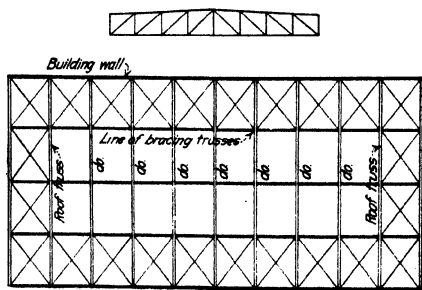 Building wall
Line of bracing trusses
Roof truss
do.
do.
do.
do.
do.
do.
do.
Roof truss